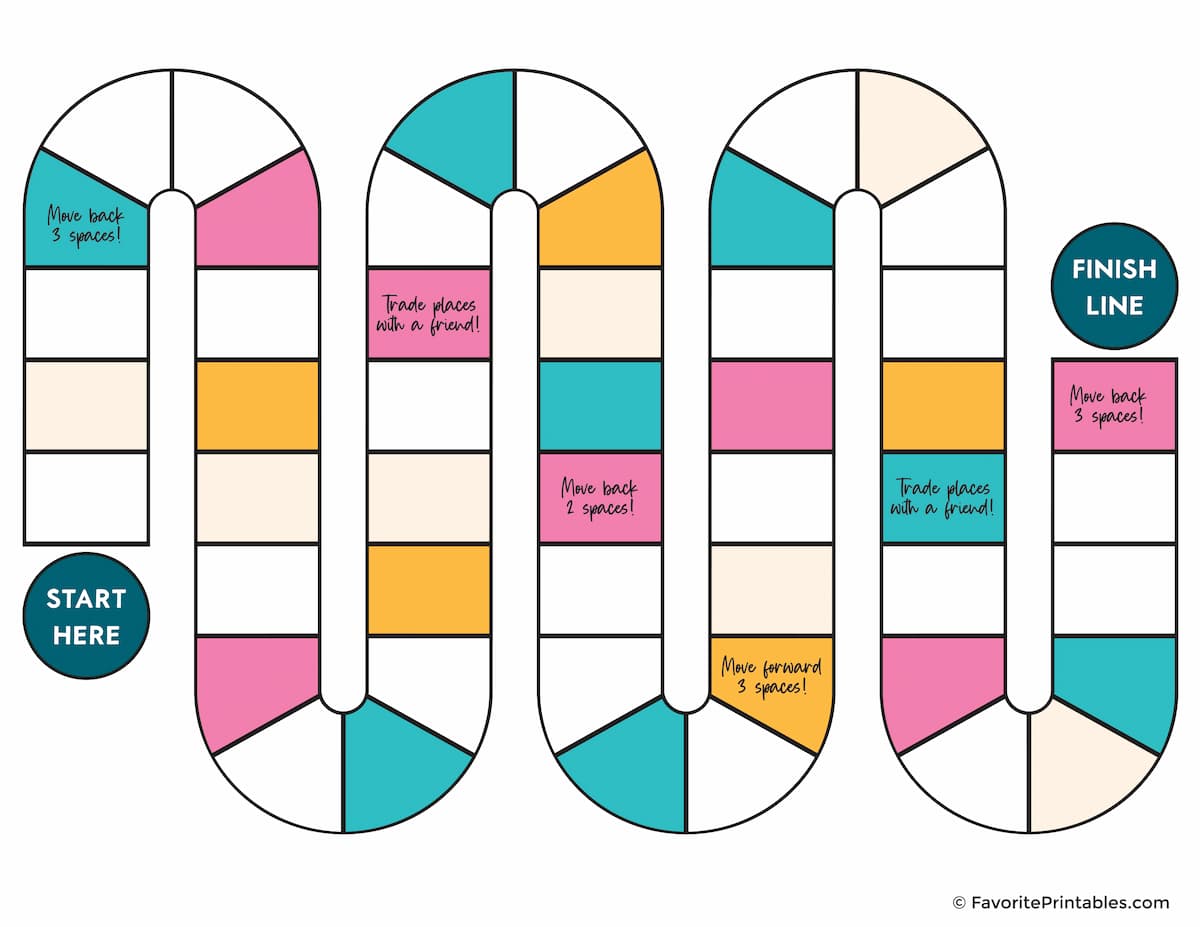 Move back
3 spaces!
START
HERE
Trade places
with a friend!
Move back
2 spaces!
Move forward
3 spaces!
Trade places
with a friend!
Move back
3 spaces!
FINISH
LINE
© FavoritePrintables.com